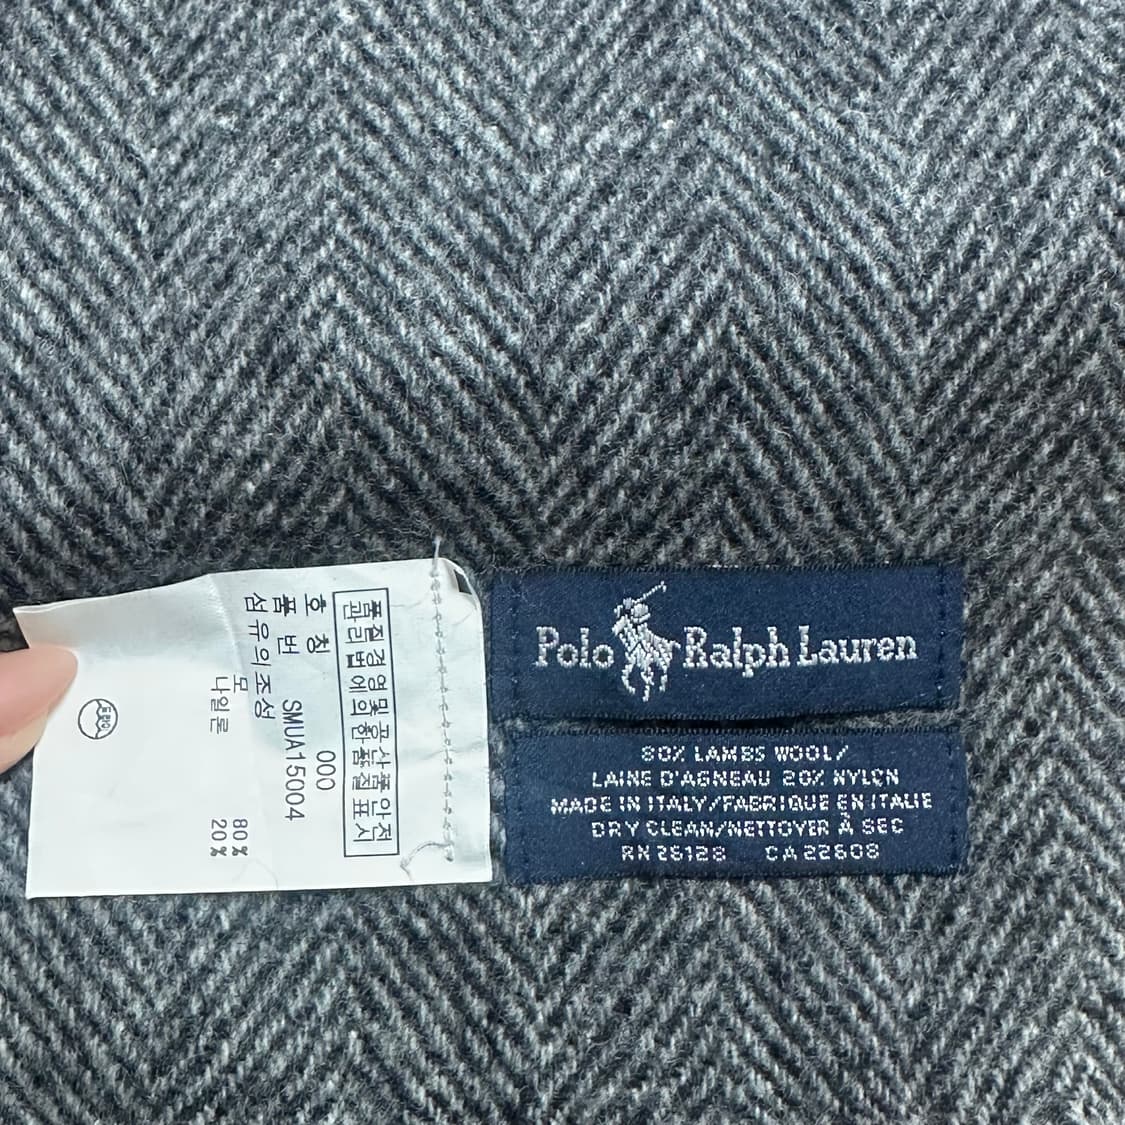 품질경영 및 공산품안전
관리법에 의한 품질표시
호 칭 000
품 번 SMUA15004
섬유의조성
모 80%
나일론 20%
Polo Ralph Lauren
80% LAMBS WOOL/
LAINE D'AGNEAU 20% NYLON
MADE IN ITALY/FABRIQUE EN ITALIE
DRY CLEAN/NETTOYER À SEC
RN 26128 CA 22608